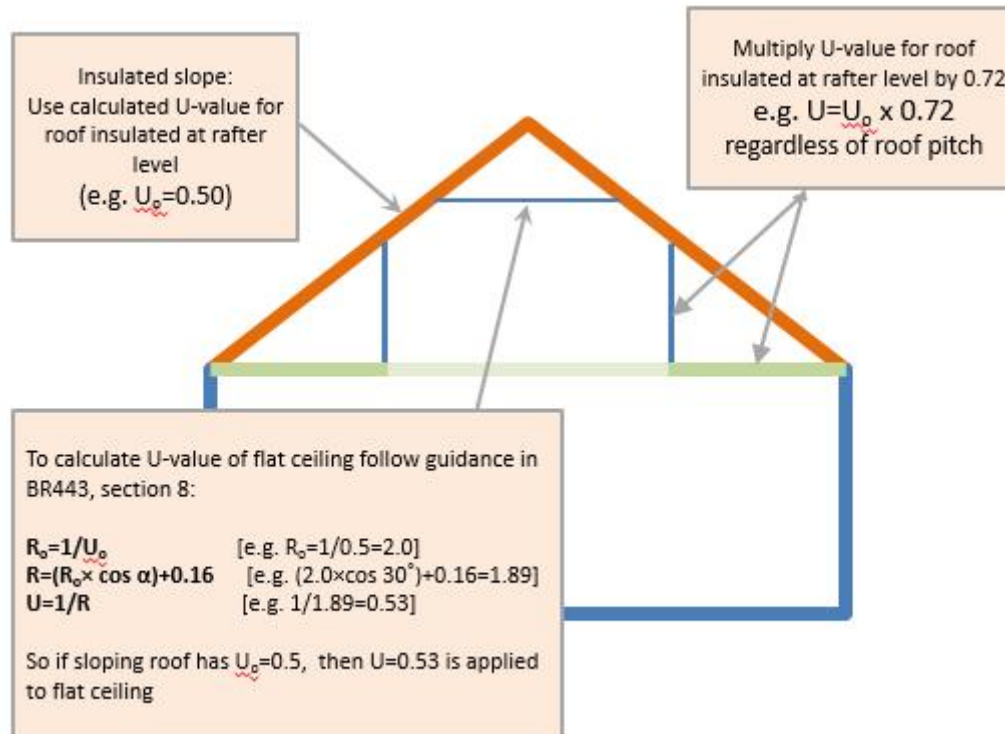 Insulated slope:
Use calculated U-value for
roof insulated at rafter
level
(e.g. Uₒ=0.50)
Multiply U-value for roof
insulated at rafter level by 0.72
e.g. U=Uₒ x 0.72
regardless of roof pitch
To calculate U-value of flat ceiling follow guidance in
BR443, section 8:
Rₒ=1/Uₒ [e.g. Rₒ=1/0.5=2.0]
R=(Rₒ× cos α)+0.16 [e.g. (2.0×cos 30˚)+0.16=1.89]
U=1/R [e.g. 1/1.89=0.53]
So if sloping roof has Uₒ=0.5, then U=0.53 is applied
to flat ceiling